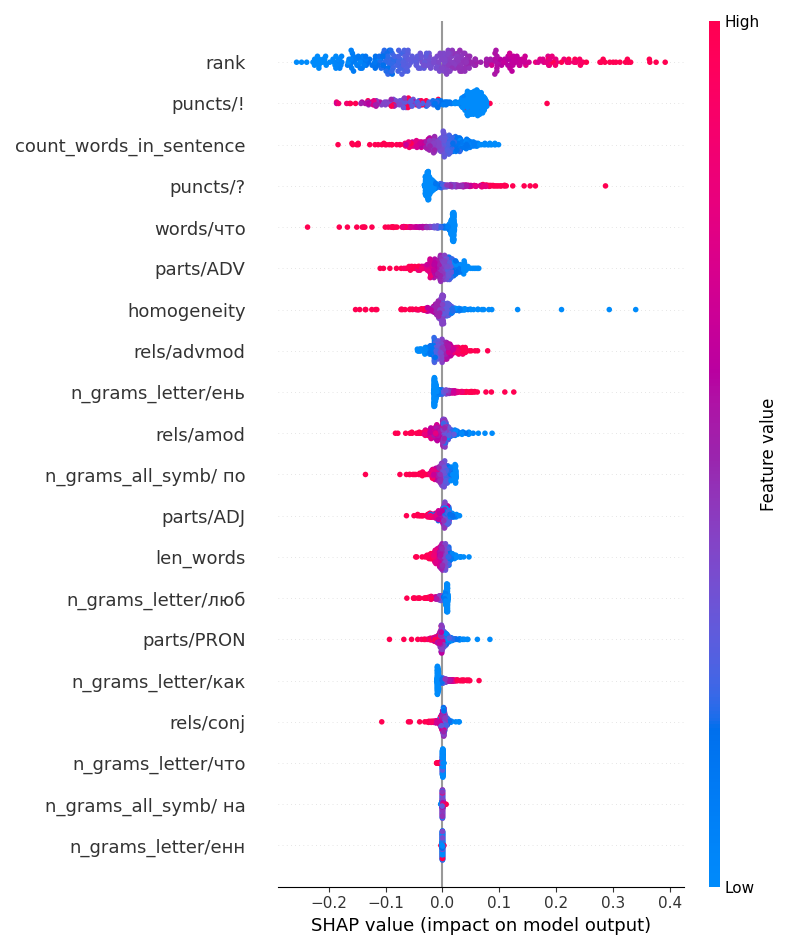 High
rank
puncts/!
count_words_in_sentence
puncts/?
words/что
parts/ADV
homogeneity
rels/advmod
n_grams_letter/ень
rels/amod
n_grams_all_symb/ по
parts/ADJ
len_words
n_grams_letter/люб
parts/PRON
n_grams_letter/как
rels/conj
n_grams_letter/что
n_grams_all_symb/ на
n_grams_letter/енн
Feature value
Low
−0.2 −0.1 0.0 0.1 0.2 0.3 0.4
SHAP value (impact on model output)